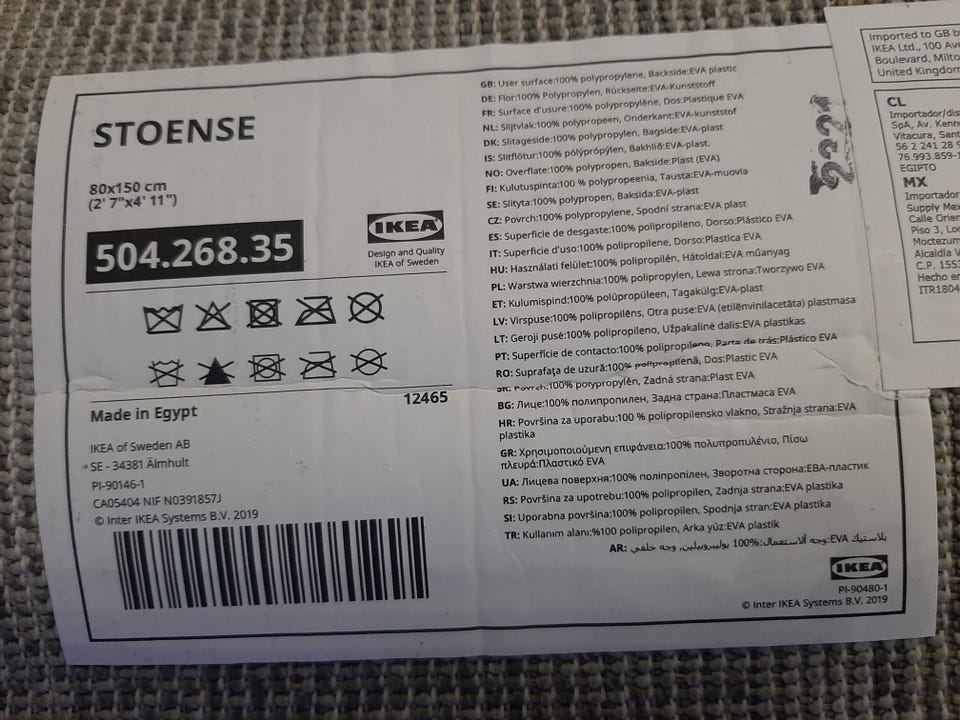 STOENSE
80x150 cm
(2' 7"x4' 11")
504.268.35
IKEA
Design and Quality
IKEA of Sweden
12465
Made in Egypt
IKEA of Sweden AB
SE - 34381 Älmhult
PI-90146-1
CA05404 NIF N0391857J
© Inter IKEA Systems B.V. 2019
GB: User surface:100% polypropylene, Backside:EVA plastic
DE: Flor:100% Polypropylen, Rückseite:EVA-Kunststoff
FR: Surface d'usure:100% polypropylène, Dos:Plastique EVA
NL: Slijtvlak:100% polypropeen, Onderkant:EVA-kunststof
DK: Slitageside:100% polypropylen, Bagside:EVA-plast
IS: Slitflötur:100% pólýprópýlen, Bakhlið:EVA-plast.
NO: Overflate:100% polypropen, Bakside:Plast (EVA)
FI: Kulutuspinta:100 % polypropeenia, Tausta:EVA-muovia
SE: Slityta:100% polypropen, Baksida:EVA-plast
CZ: Povrch:100% polypropylene, Spodní strana:EVA plast
ES: Superficie de desgaste:100% polipropileno, Dorso:Plástico EVA
IT: Superficie d'uso:100% polipropilene, Dorso:Plastica EVA
HU: Használati felület:100% polipropilén, Hátoldal:EVA műanyag
PL: Warstwa wierzchnia:100% polipropylen, Lewa strona:Tworzywo EVA
ET: Kulumispind:100% polüpropüleen, Tagakülg:EVA-plast
LV: Virspuse:100% polipropilēns, Otra puse:EVA (etilēnvinilacetāta) plastmasa
LT: Geroji pusė:100% polipropileno, Užpakalinė dalis:EVA plastikas
PT: Superfície de contacto:100% polipropileno, Parte de trás:Plástico EVA
RO: Suprafaţa de uzură:100% polipropilenă, Dos:Plastic EVA
SK: Povrch:100% polypropylén, Zadná strana:Plast EVA
BG: Лице:100% полипропилен, Задна страна:Пластмаса EVA
HR: Površina za uporabu:100 % polipropilensko vlakno, Stražnja strana:EVA
plastika
GR: Χρησιμοποιούμενη επιφάνεια:100% πολυπροπυλένιο, Πίσω
πλευρά:Πλαστικό EVA
UA: Лицева поверхня:100% поліпропілен, Зворотна сторона:ЕВА-пластик
RS: Površina za upotrebu:100% polipropilen, Zadnja strana:EVA plastika
SI: Uporabna površina:100% polipropilen, Spodnja stran:EVA plastika
TR: Kullanım alanı:%100 polipropilen, Arka yüz:EVA plastik
AR: وجه الاستعمال:100% بوليبروبيلين, وجه خلفي:EVA بلاستيك
IKEA
PI-90480-1
© Inter IKEA Systems B.V. 2019
Imported to GB by
IKEA Ltd., 100
Boulevard,
United Kingdom
CL
SpA, Av.
Vitacura,
56 2 241 28
76.993.859-
EGIPTO
MX
Importador
Supply
Calle
Piso 3,
Alcaldía
C.P.
Hecho en
ITR1804